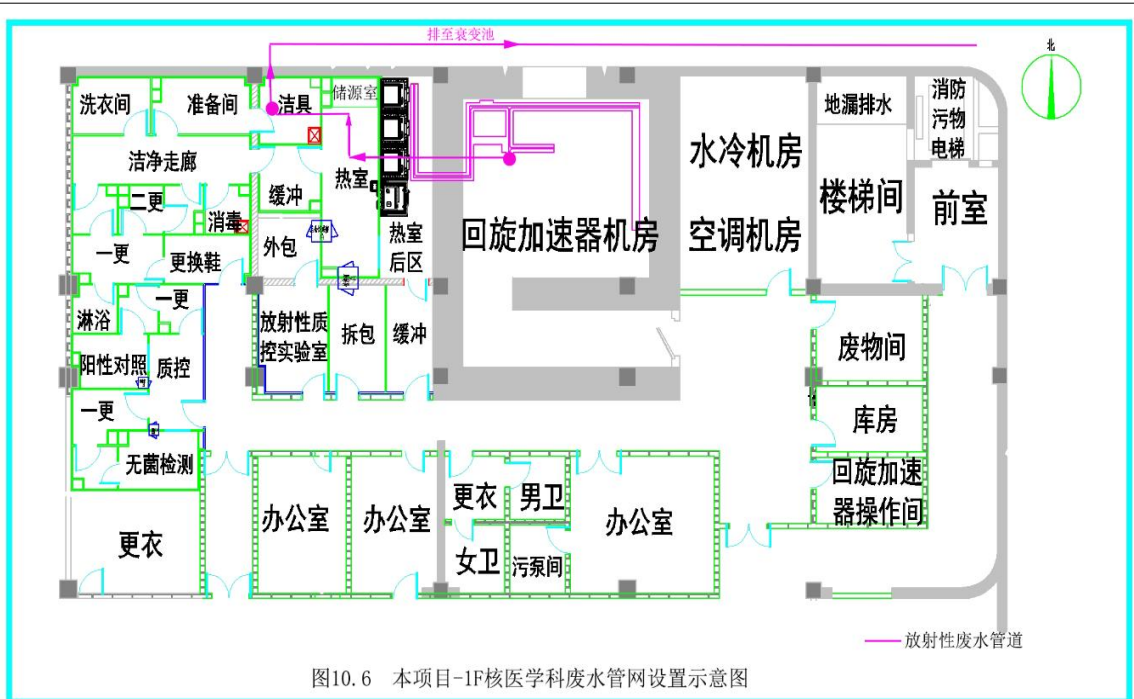 排至衰变池
北
洗衣间
准备间
洁具
储源室
地漏排水
消防
污物
电梯
水冷机房
洁净走廊
缓冲
热室
楼梯间
前室
二更
消毒
外包
热室
后区
回旋加速器机房
空调机房
一更
更换鞋
淋浴
一更
放射性质
控实验室
拆包
缓冲
废物间
阳性对照
质控
一更
库房
无菌检测
回旋加速
器操作间
更衣
办公室
办公室
更衣
男卫
办公室
女卫
污泵间
放射性废水管道
图10.6 本项目-1F核医学科废水管网设置示意图